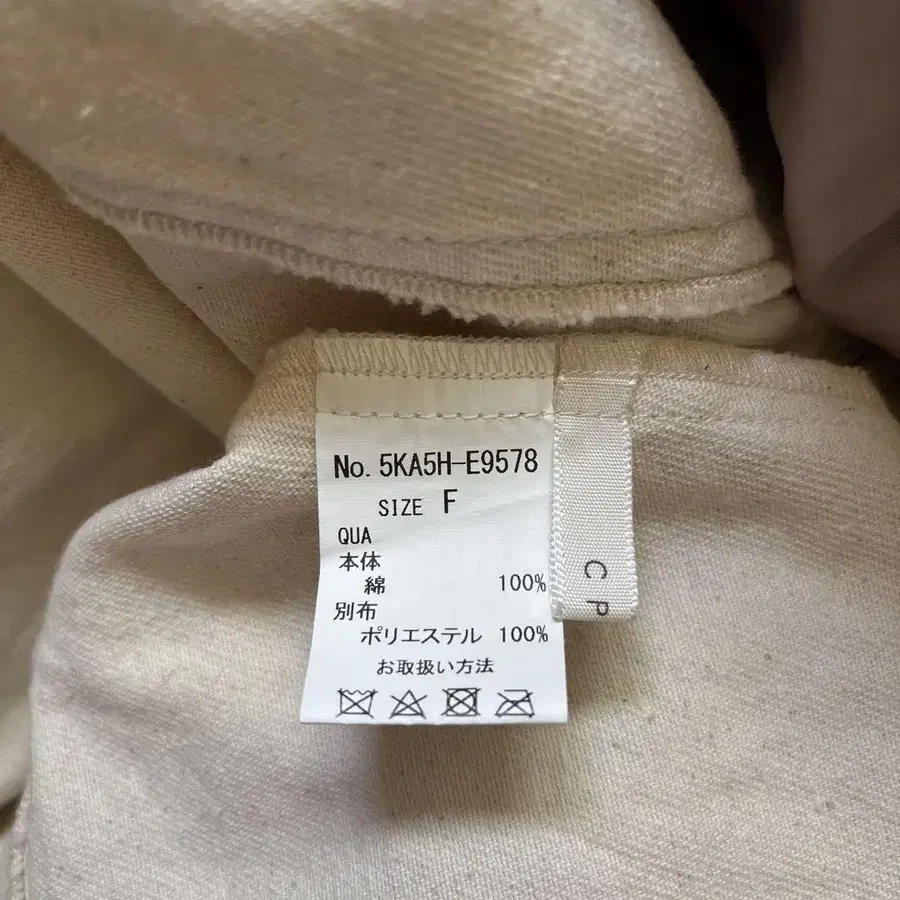 No. 5KA5H-E9578
SIZE F
QUA
本体
綿 100%
別布
ポリエステル 100%
お取扱い方法
C P